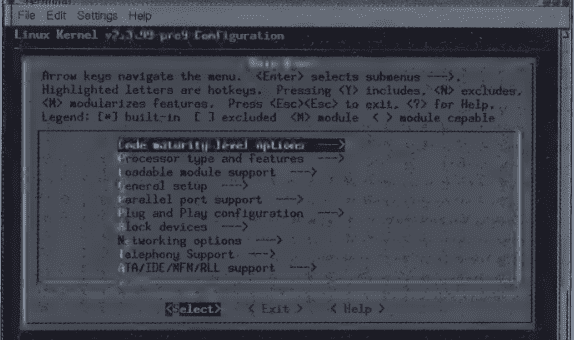 Terminal
File Edit Settings Help
Linux Kernel v2.3.99-pre9 Configuration
Main Menu
Arrow keys navigate the menu. <Enter> selects submenus --->.
Highlighted letters are hotkeys. Pressing <Y> includes, <N> excludes,
<M> modularizes features. Press <Esc><Esc> to exit, <?> for Help.
Legend: [*] built-in [ ] excluded <M> module < > module capable
Code maturity level options --->
Processor type and features --->
Loadable module support --->
General setup --->
Parallel port support --->
Plug and Play configuration --->
Block devices --->
Networking options --->
Telephony Support --->
ATA/IDE/MFM/RLL support --->
<Select> < Exit > < Help >